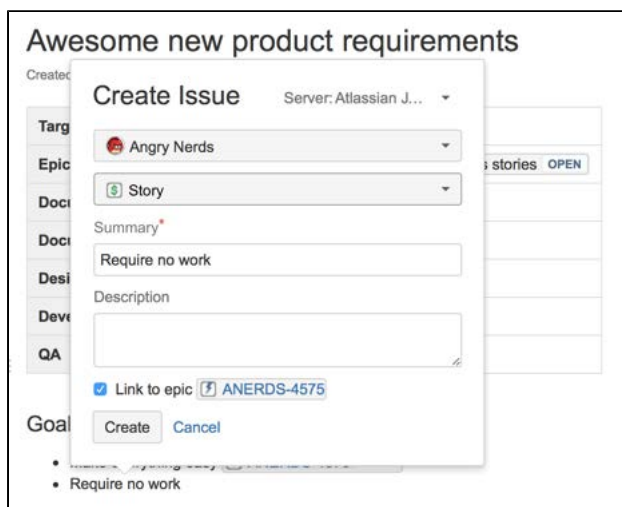 Awesome new product requirements
Created
Create Issue Server: Atlassian J...
Targ
Angry Nerds
Epic s stories OPEN
Story
Docu
Summary*
Docu
Require no work
Desi
Description
Deve
QA
Link to epic ANERDS-4575
Goal
Create Cancel
Require no work